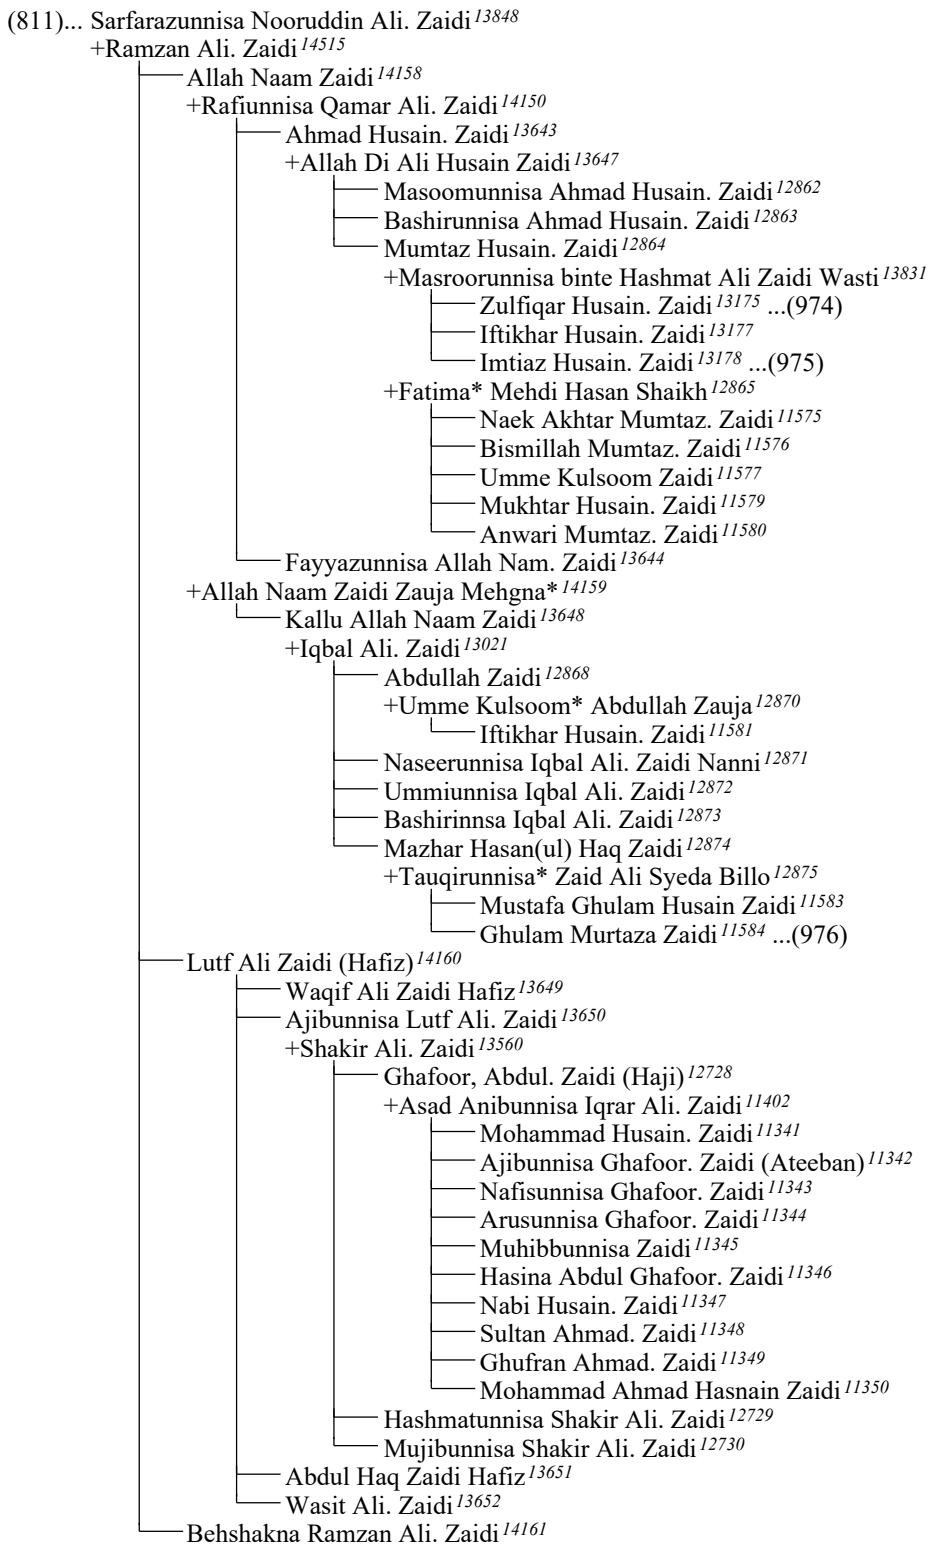 (811)... Sarfarazunnisa Nooruddin Ali. Zaidi 13848
+Ramzan Ali. Zaidi 14515
Allah Naam Zaidi 14158
+Rafiunnisa Qamar Ali. Zaidi 14150
Ahmad Husain. Zaidi 13643
+Allah Di Ali Husain Zaidi 13647
Masoomunnisa Ahmad Husain. Zaidi 12862
Bashirunnisa Ahmad Husain. Zaidi 12863
Mumtaz Husain. Zaidi 12864
+Masroorunnisa binte Hashmat Ali Zaidi Wasti 13831
Zulfiqar Husain. Zaidi 13175 ...(974)
Iftikhar Husain. Zaidi 13177
Imtiaz Husain. Zaidi 13178 ...(975)
+Fatima* Mehdi Hasan Shaikh 12865
Naek Akhtar Mumtaz. Zaidi 11575
Bismillah Mumtaz. Zaidi 11576
Umme Kulsoom Zaidi 11577
Mukhtar Husain. Zaidi 11579
Anwari Mumtaz. Zaidi 11580
Fayyazunnisa Allah Nam. Zaidi 13644
+Allah Naam Zaidi Zauja Mehgna* 14159
Kallu Allah Naam Zaidi 13648
+Iqbal Ali. Zaidi 13021
Abdullah Zaidi 12868
+Umme Kulsoom* Abdullah Zauja 12870
Iftikhar Husain. Zaidi 11581
Naseerunnisa Iqbal Ali. Zaidi Nanni 12871
Ummiunnisa Iqbal Ali. Zaidi 12872
Bashirinnsa Iqbal Ali. Zaidi 12873
Mazhar Hasan(ul) Haq Zaidi 12874
+Tauqirunnisa* Zaid Ali Syeda Billo 12875
Mustafa Ghulam Husain Zaidi 11583
Ghulam Murtaza Zaidi 11584 ...(976)
Lutf Ali Zaidi (Hafiz) 14160
Waqif Ali Zaidi Hafiz 13649
Ajibunnisa Lutf Ali. Zaidi 13650
+Shakir Ali. Zaidi 13560
Ghafoor, Abdul. Zaidi (Haji) 12728
+Asad Anibunnisa Iqrar Ali. Zaidi 11402
Mohammad Husain. Zaidi 11341
Ajibunnisa Ghafoor. Zaidi (Ateeban) 11342
Nafisunnisa Ghafoor. Zaidi 11343
Arusunnisa Ghafoor. Zaidi 11344
Muhibbunnisa Zaidi 11345
Hasina Abdul Ghafoor. Zaidi 11346
Nabi Husain. Zaidi 11347
Sultan Ahmad. Zaidi 11348
Ghufran Ahmad. Zaidi 11349
Mohammad Ahmad Hasnain Zaidi 11350
Hashmatunnisa Shakir Ali. Zaidi 12729
Mujibunnisa Shakir Ali. Zaidi 12730
Abdul Haq Zaidi Hafiz 13651
Wasit Ali. Zaidi 13652
Behshakna Ramzan Ali. Zaidi 14161